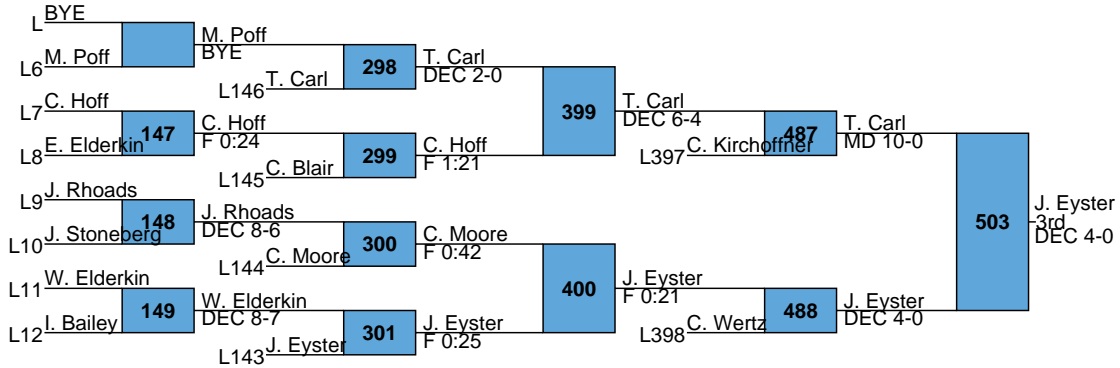 L BYE
L6 M. Poff
M. Poff
BYE
L146 T. Carl
298
T. Carl
DEC 2-0
L7 C. Hoff
147
L8 E. Elderkin
C. Hoff
F 0:24
L145 C. Blair
299
C. Hoff
F 1:21
399
T. Carl
DEC 6-4
L397 C. Kirchoffner
487
T. Carl
MD 10-0
L9 J. Rhoads
148
L10 J. Stoneberg
J. Rhoads
DEC 8-6
L144 C. Moore
300
C. Moore
F 0:42
L11 W. Elderkin
149
L12 I. Bailey
W. Elderkin
DEC 8-7
L143 J. Eyster
301
J. Eyster
F 0:25
400
J. Eyster
F 0:21
L398 C. Wertz
488
J. Eyster
DEC 4-0
503
J. Eyster
3rd
DEC 4-0